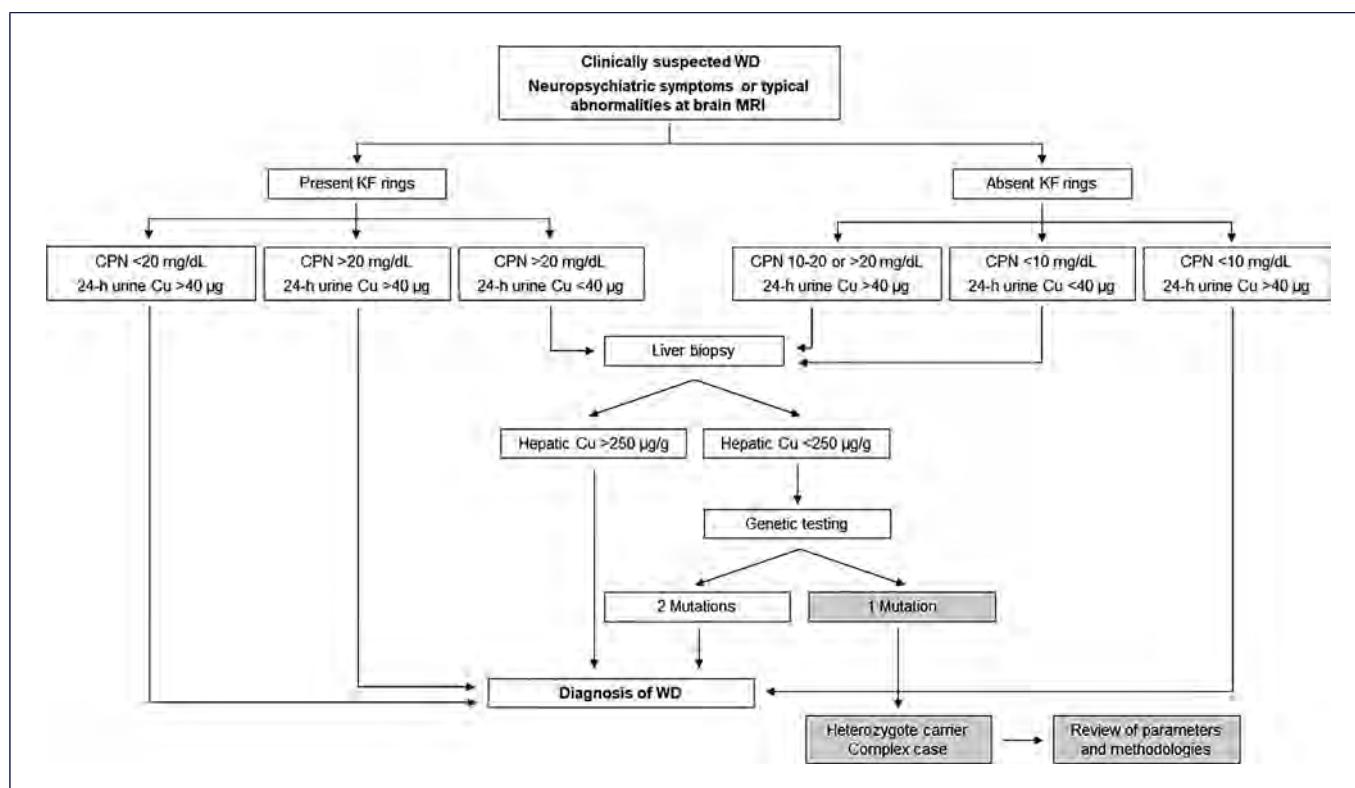 Clinically suspected WD
Neuropsychiatric symptoms or typical
abnormalities at brain MRI
Present KF rings
Absent KF rings
CPN <20 mg/dL
24-h urine Cu >40 µg
CPN >20 mg/dL
24-h urine Cu >40 µg
CPN >20 mg/dL
24-h urine Cu <40 µg
CPN 10-20 or >20 mg/dL
24-h urine Cu >40 µg
CPN <10 mg/dL
24-h urine Cu <40 µg
CPN <10 mg/dL
24-h urine Cu >40 µg
Liver biopsy
Hepatic Cu >250 µg/g
Hepatic Cu <250 µg/g
Genetic testing
2 Mutations
1 Mutation
Diagnosis of WD
Heterozygote carrier
Complex case
Review of parameters
and methodologies